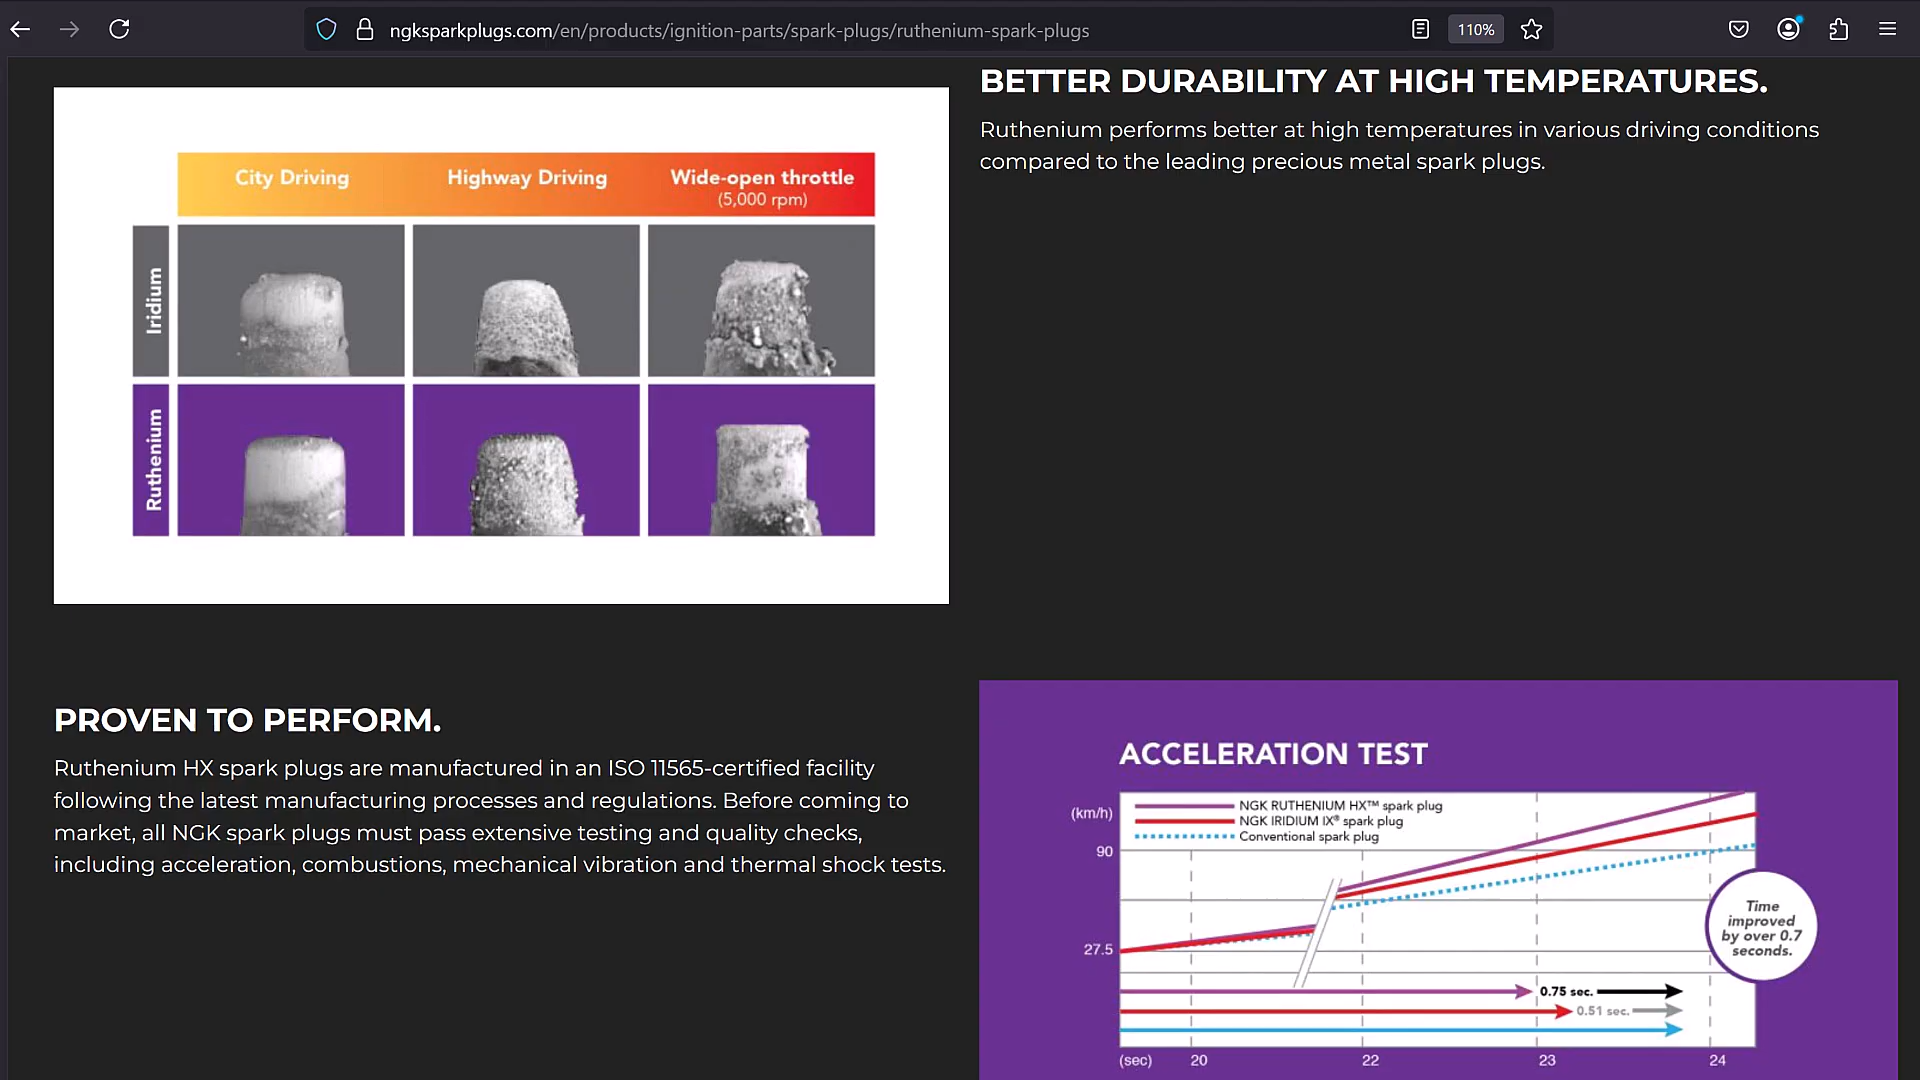 ngksparkplugs.com/en/products/ignition-parts/spark-plugs/ruthenium-spark-plugs
110%
BETTER DURABILITY AT HIGH TEMPERATURES.
Ruthenium performs better at high temperatures in various driving conditions
compared to the leading precious metal spark plugs.
City Driving
Highway Driving
Wide-open throttle
(5,000 rpm)
Iridium
Ruthenium
PROVEN TO PERFORM.
Ruthenium HX spark plugs are manufactured in an ISO 11565-certified facility
following the latest manufacturing processes and regulations. Before coming to
market, all NGK spark plugs must pass extensive testing and quality checks,
including acceleration, combustions, mechanical vibration and thermal shock tests.
ACCELERATION TEST
(km/h)
NGK RUTHENIUM HX™ spark plug
NGK IRIDIUM IX® spark plug
Conventional spark plug
90
27.5
Time
improved
by over 0.7
seconds.
0.75 sec.
0.51 sec.
(sec)
20
22
23
24